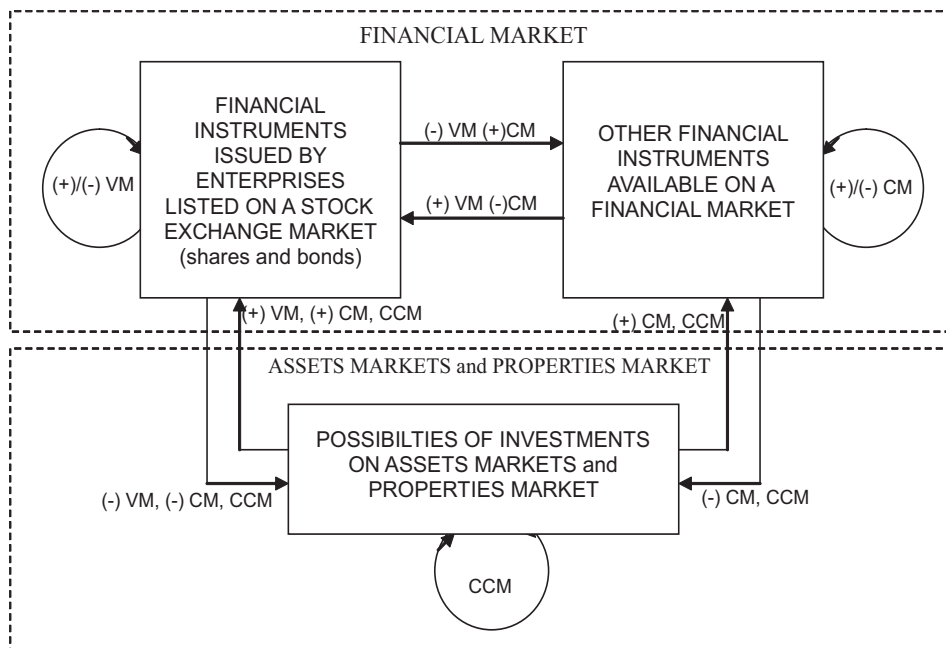 FINANCIAL MARKET
FINANCIAL
INSTRUMENTS
ISSUED BY
ENTERPRISES
LISTED ON A STOCK
EXCHANGE MARKET
(shares and bonds)
(+)/(-) VM
(-) VM (+)CM
(+) VM (-)CM
OTHER FINANCIAL
INSTRUMENTS
AVAILABLE ON A
FINANCIAL MARKET
(+)/(-) CM
(+) VM, (+) CM, CCM
(+) CM, CCM
ASSETS MARKETS and PROPERTIES MARKET
POSSIBILTIES OF INVESTMENTS
ON ASSETS MARKETS and
PROPERTIES MARKET
(-) VM, (-) CM, CCM
(-) CM, CCM
CCM